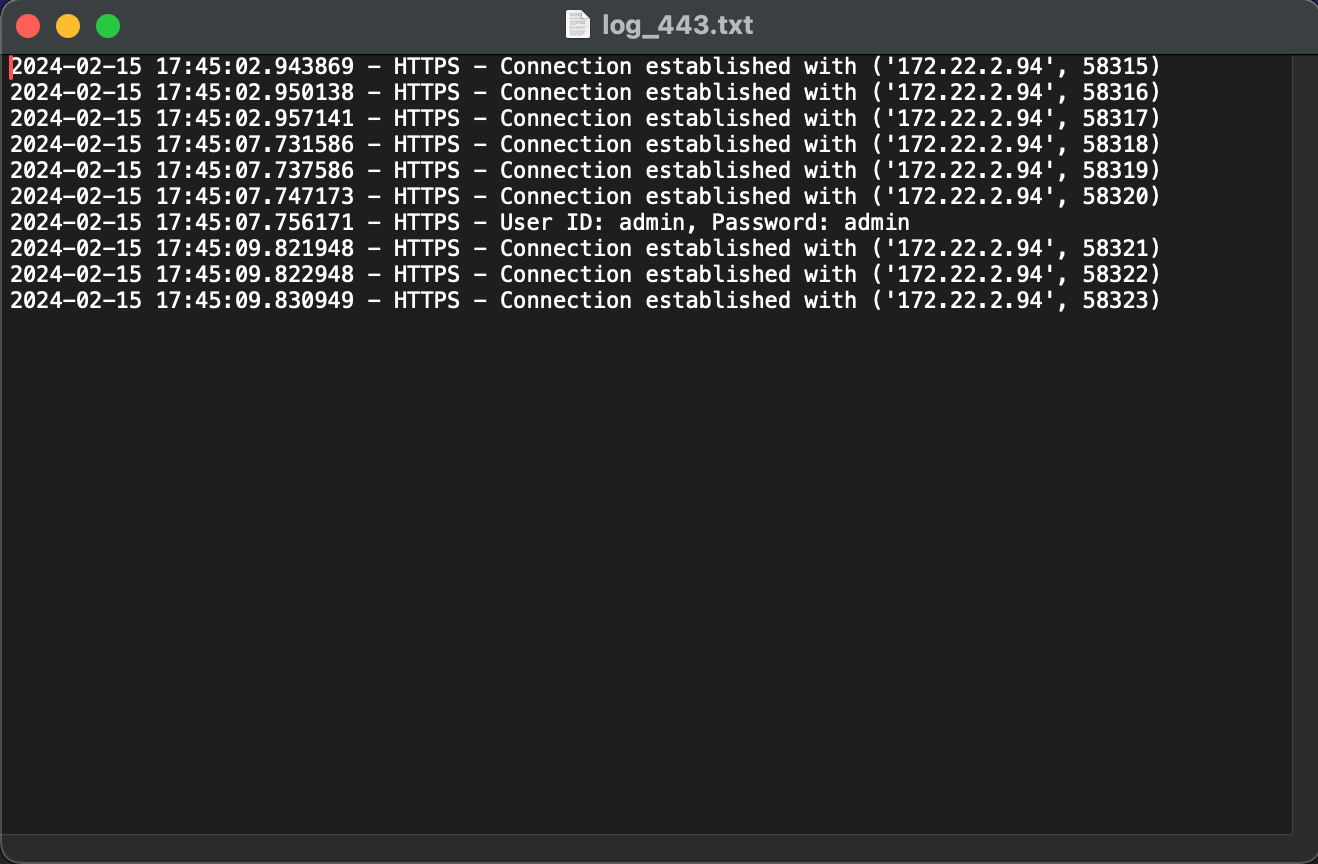 log_443.txt
2024-02-15 17:45:02.943869 - HTTPS - Connection established with ('172.22.2.94', 58315)
2024-02-15 17:45:02.950138 - HTTPS - Connection established with ('172.22.2.94', 58316)
2024-02-15 17:45:02.957141 - HTTPS - Connection established with ('172.22.2.94', 58317)
2024-02-15 17:45:07.731586 - HTTPS - Connection established with ('172.22.2.94', 58318)
2024-02-15 17:45:07.737586 - HTTPS - Connection established with ('172.22.2.94', 58319)
2024-02-15 17:45:07.747173 - HTTPS - Connection established with ('172.22.2.94', 58320)
2024-02-15 17:45:07.756171 - HTTPS - User ID: admin, Password: admin
2024-02-15 17:45:09.821948 - HTTPS - Connection established with ('172.22.2.94', 58321)
2024-02-15 17:45:09.822948 - HTTPS - Connection established with ('172.22.2.94', 58322)
2024-02-15 17:45:09.830949 - HTTPS - Connection established with ('172.22.2.94', 58323)